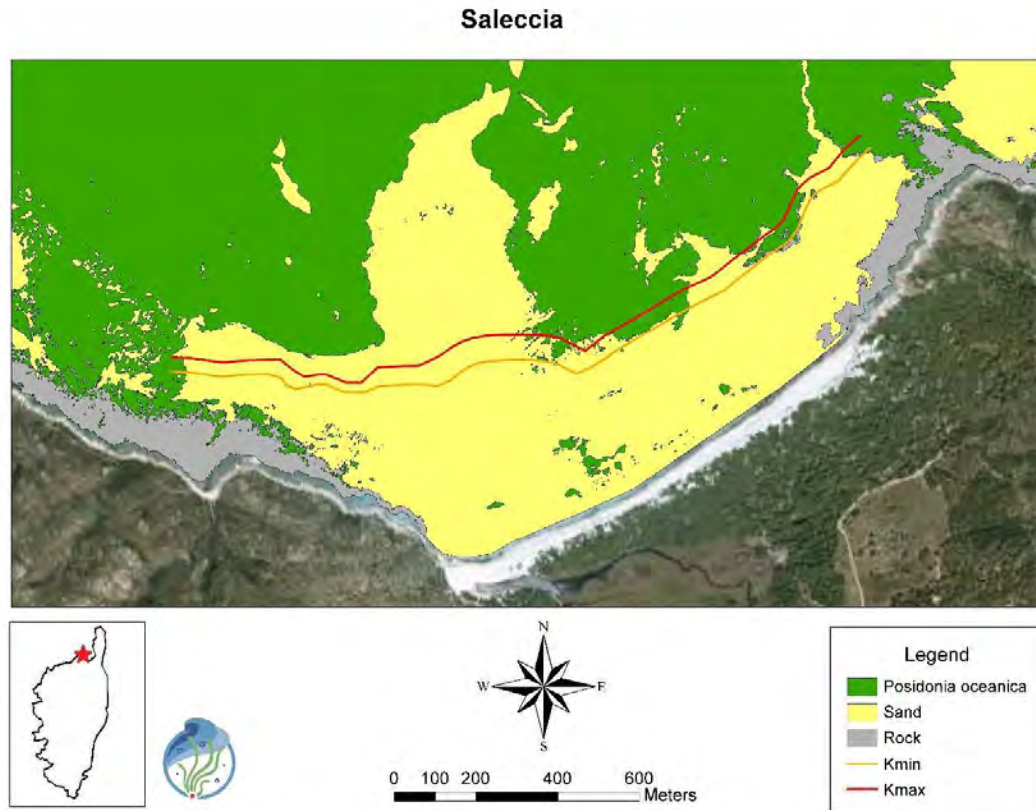 Saleccia
N
W
E
S
0 100 200 400 600
Meters
Legend
Posidonia oceanica
Sand
Rock
Kmin
Kmax